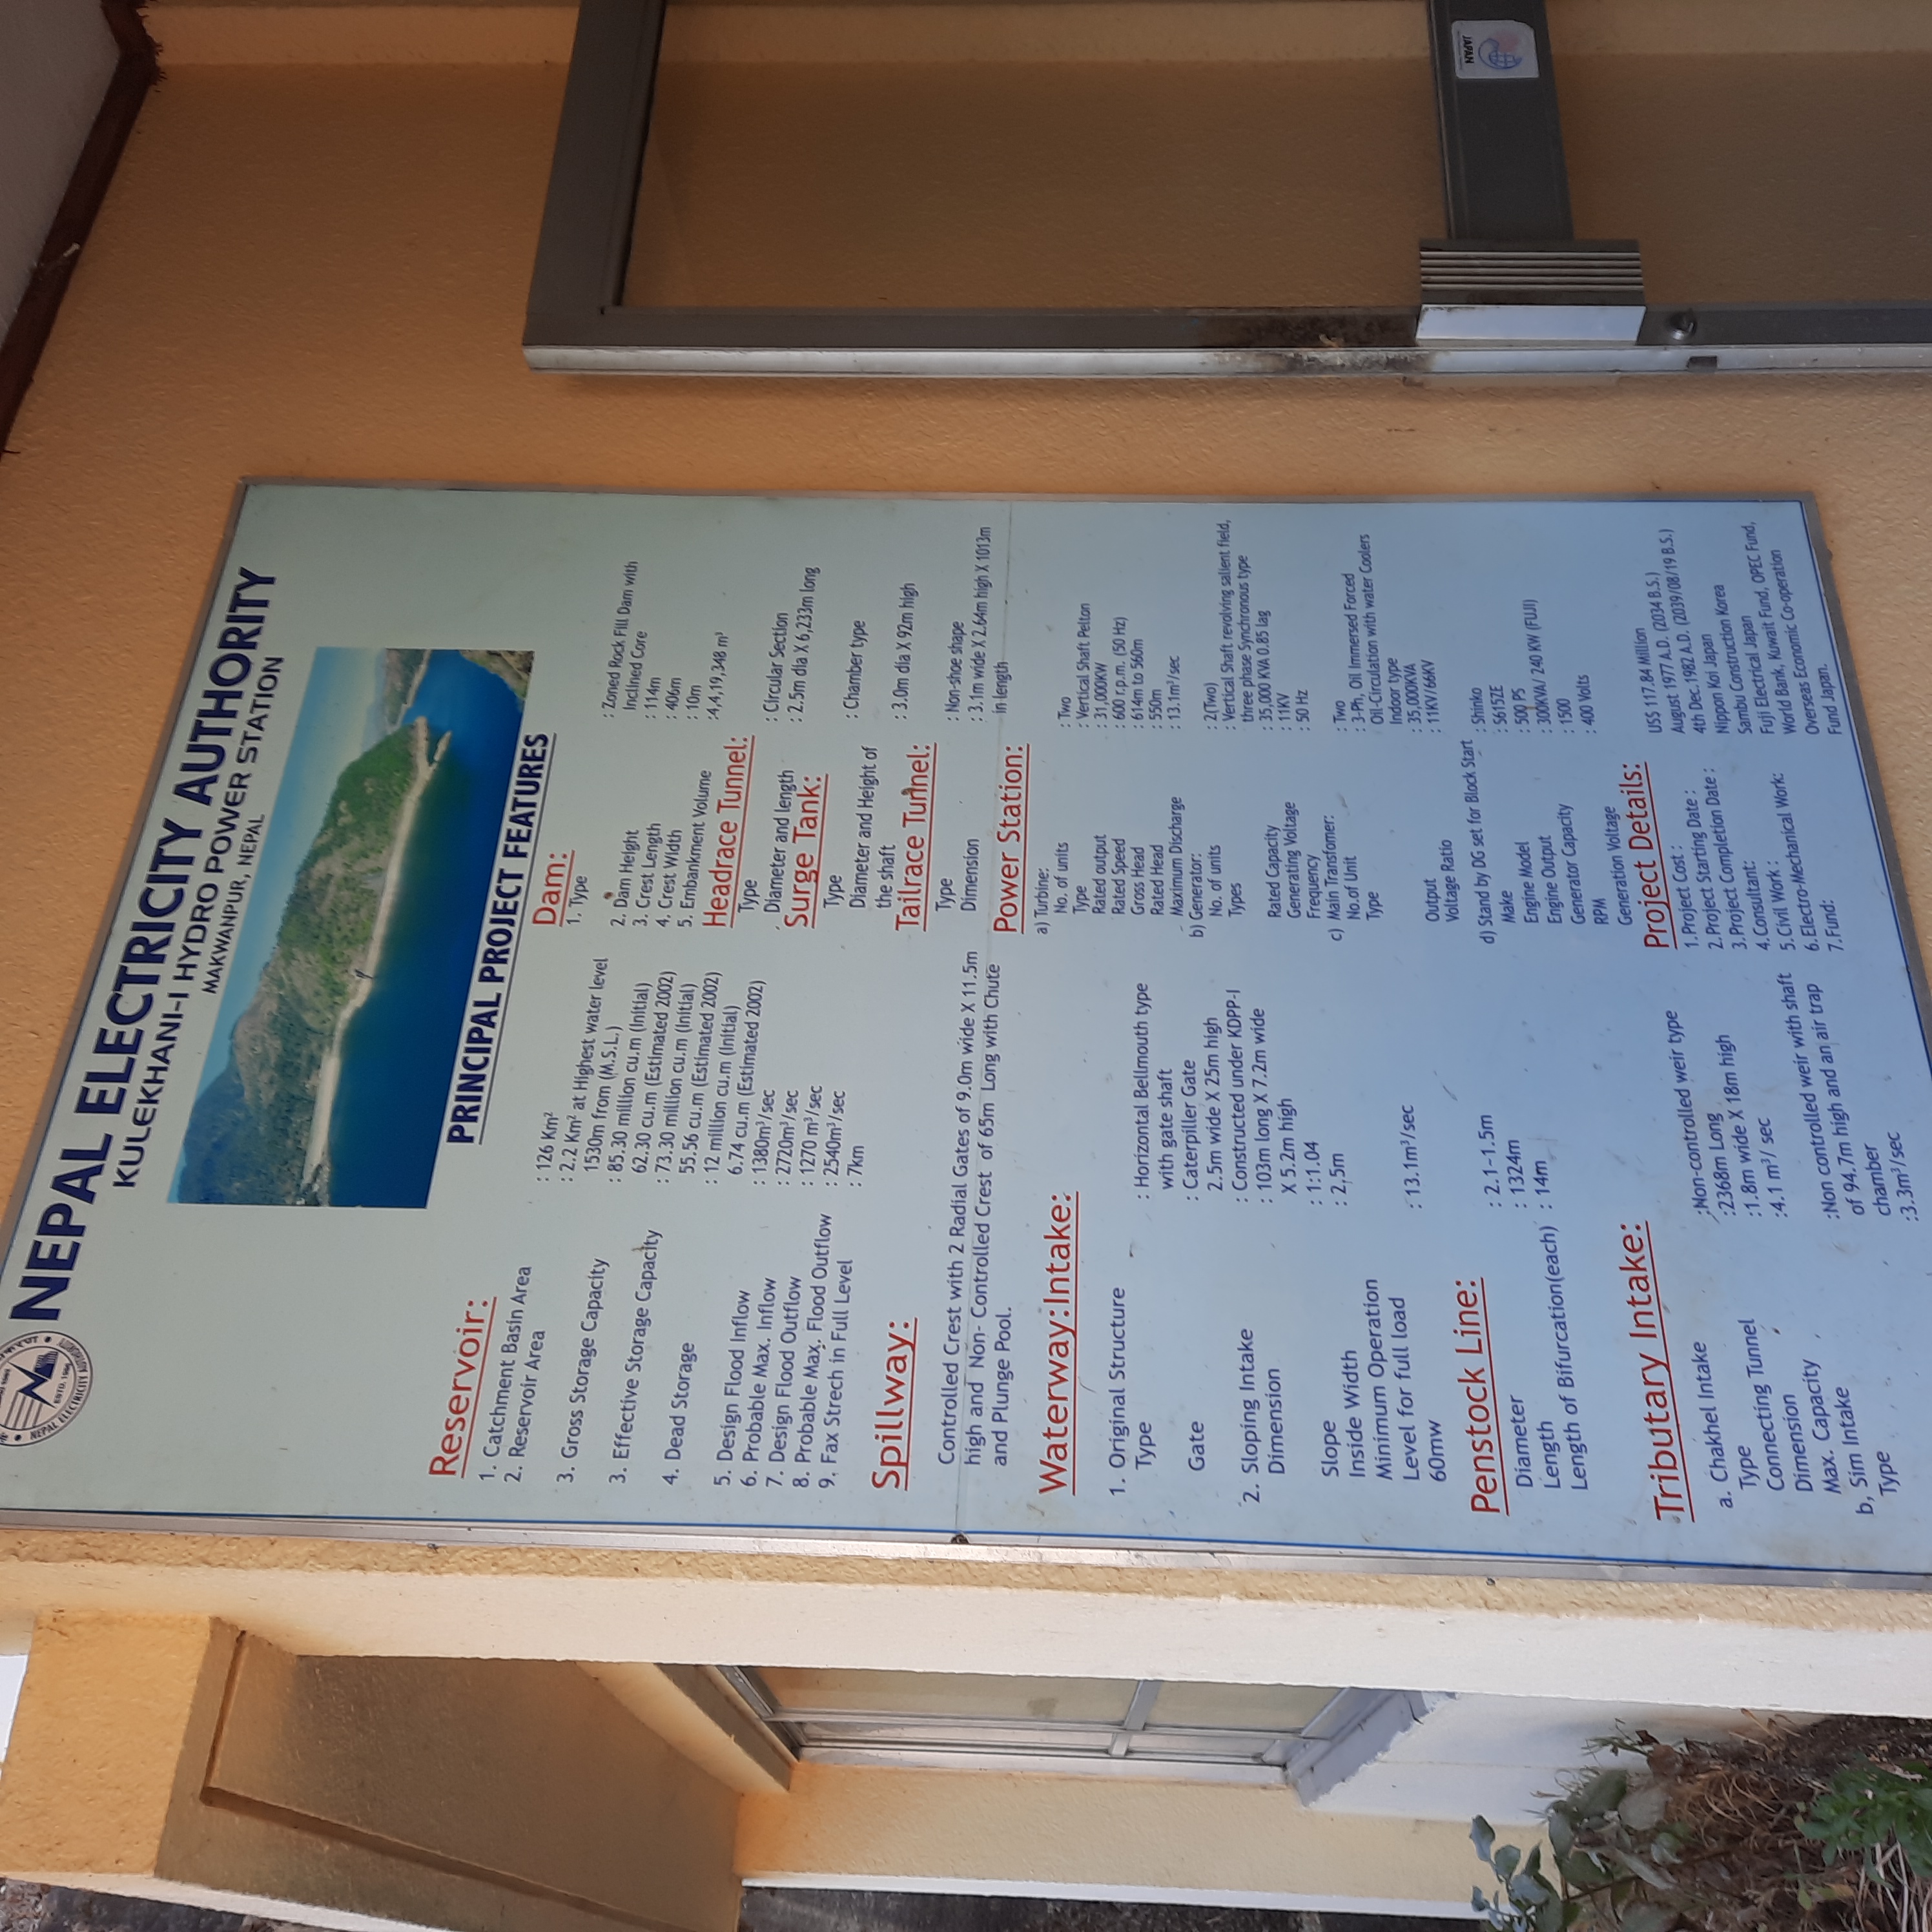 NEPAL ELECTRICITY AUTHORITY
ESTD. 1985
NEPAL ELECTRICITY AUTHORITY
KULEKHANI-I HYDRO POWER STATION
MAKWANPUR, NEPAL
PRINCIPAL PROJECT FEATURES
Reservoir:
1. Catchment Basin Area : 126 Km²
2. Reservoir Area : 2.2 Km² at Highest water level
1530m from (M.S.L.)
3. Gross Storage Capacity : 85.30 million cu.m (Initial)
62.30 cu.m (Estimated 2002)
3. Effective Storage Capacity : 73.30 million cu.m (Initial)
55.56 cu.m (Estimated 2002)
4. Dead Storage : 12 million cu.m (Initial)
6.74 cu.m (Estimated 2002)
5. Design Flood Inflow : 1380m³/sec
6. Probable Max. Inflow : 2720m³/sec
7. Design Flood Outflow : 1270 m³/sec
8. Probable Max. Flood Outflow : 2540m³/sec
9. Fax Strech in Full Level : 7km
Spillway:
Controlled Crest with 2 Radial Gates of 9.0m wide X 11.5m
high and Non- Controlled Crest of 65m Long with Chute
and Plunge Pool.
Waterway:Intake:
1. Original Structure
Type : Horizontal Bellmouth type
with gate shaft
Gate : Caterpiller Gate
2.5m wide X 25m high
2. Sloping Intake : Constructed under KDPP-I
Dimension : 103m long X 7.2m wide
X 5.2m high
Slope : 1:1.04
Inside Width : 2,5m
Minimum Operation
Level for full load
60mw : 13.1m³/sec
Penstock Line:
Diameter : 2.1-1.5m
Length : 1324m
Length of Bifurcation(each) : 14m
Tributary Intake:
a. Chakhel Intake
Type :Non-controlled weir type
Connecting Tunnel :2368m Long
Dimension :1.8m wide X 18m high
Max. Capacity :4.1 m³/ sec
b, Sim Intake
Type :Non controlled weir with shaft
of 94.7m high and an air trap
chamber
:3.3m³/sec
Dam:
1. Type : Zoned Rock Fill Dam with
Inclined Core
2. Dam Height : 114m
3. Crest Length : 406m
4. Crest Width : 10m
5. Embankment Volume :4,4,19,348 m³
Headrace Tunnel:
Type : Circular Section
Diameter and length : 2.5m dia X 6,233m long
Surge Tank:
Type : Chamber type
Diameter and Height of
the shaft : 3.0m dia X 92m high
Tailrace Tunnel:
Type : Non-shoe shape
Dimension : 3.1m wide X 2.64m high X 1013m
in length
Power Station:
a) Turbine:
No. of units : Two
Type : Vertical Shaft Pelton
Rated output : 31,000KW
Rated Speed : 600 r.p.m. (50 Hz)
Gross Head : 614m to 560m
Rated Head : 550m
Maximum Discharge : 13.1m³/sec
b) Generator:
No. of units : 2(Two)
Types : Vertical Shaft revolving salient field,
three phase Synchronous type
Rated Capacity : 35,000 KVA 0.85 lag
Generating Voltage : 11KV
Frequency : 50 Hz
c) Main Transfomer:
No.of Unit : Two
Type : 3-Ph, Oil Immersed Forced
Oil-Circulation with water Coolers
Indoor type
Output : 35,000KVA
Voltage Ratio : 11KV/66KV
d) Stand by DG set for Block Start
Make : Shinko
Engine Model : S615ZE
Engine Output : 500 PS
Generator Capacity : 300KVA/ 240 KW (FUJI)
RPM : 1500
Generation Voltage : 400 Volts
Project Details:
1.Project Cost : US$ 117.84 Million
2.Project Starting Date : August 1977 A.D. (2034 B.S.)
3.Project Completion Date : 4th Dec.1982 A.D. (2039/08/19 B.S.)
4.Consultant: Nippon Koi Japan
5.Civil Work : Sambu Construction Korea
6.Electro-Mechanical Work: Fuji Electrical Japan
7.Fund: World Bank, Kuwait Fund, OPEC Fund,
Overseas Economic Co-operation
Fund Japan.
JAPAN